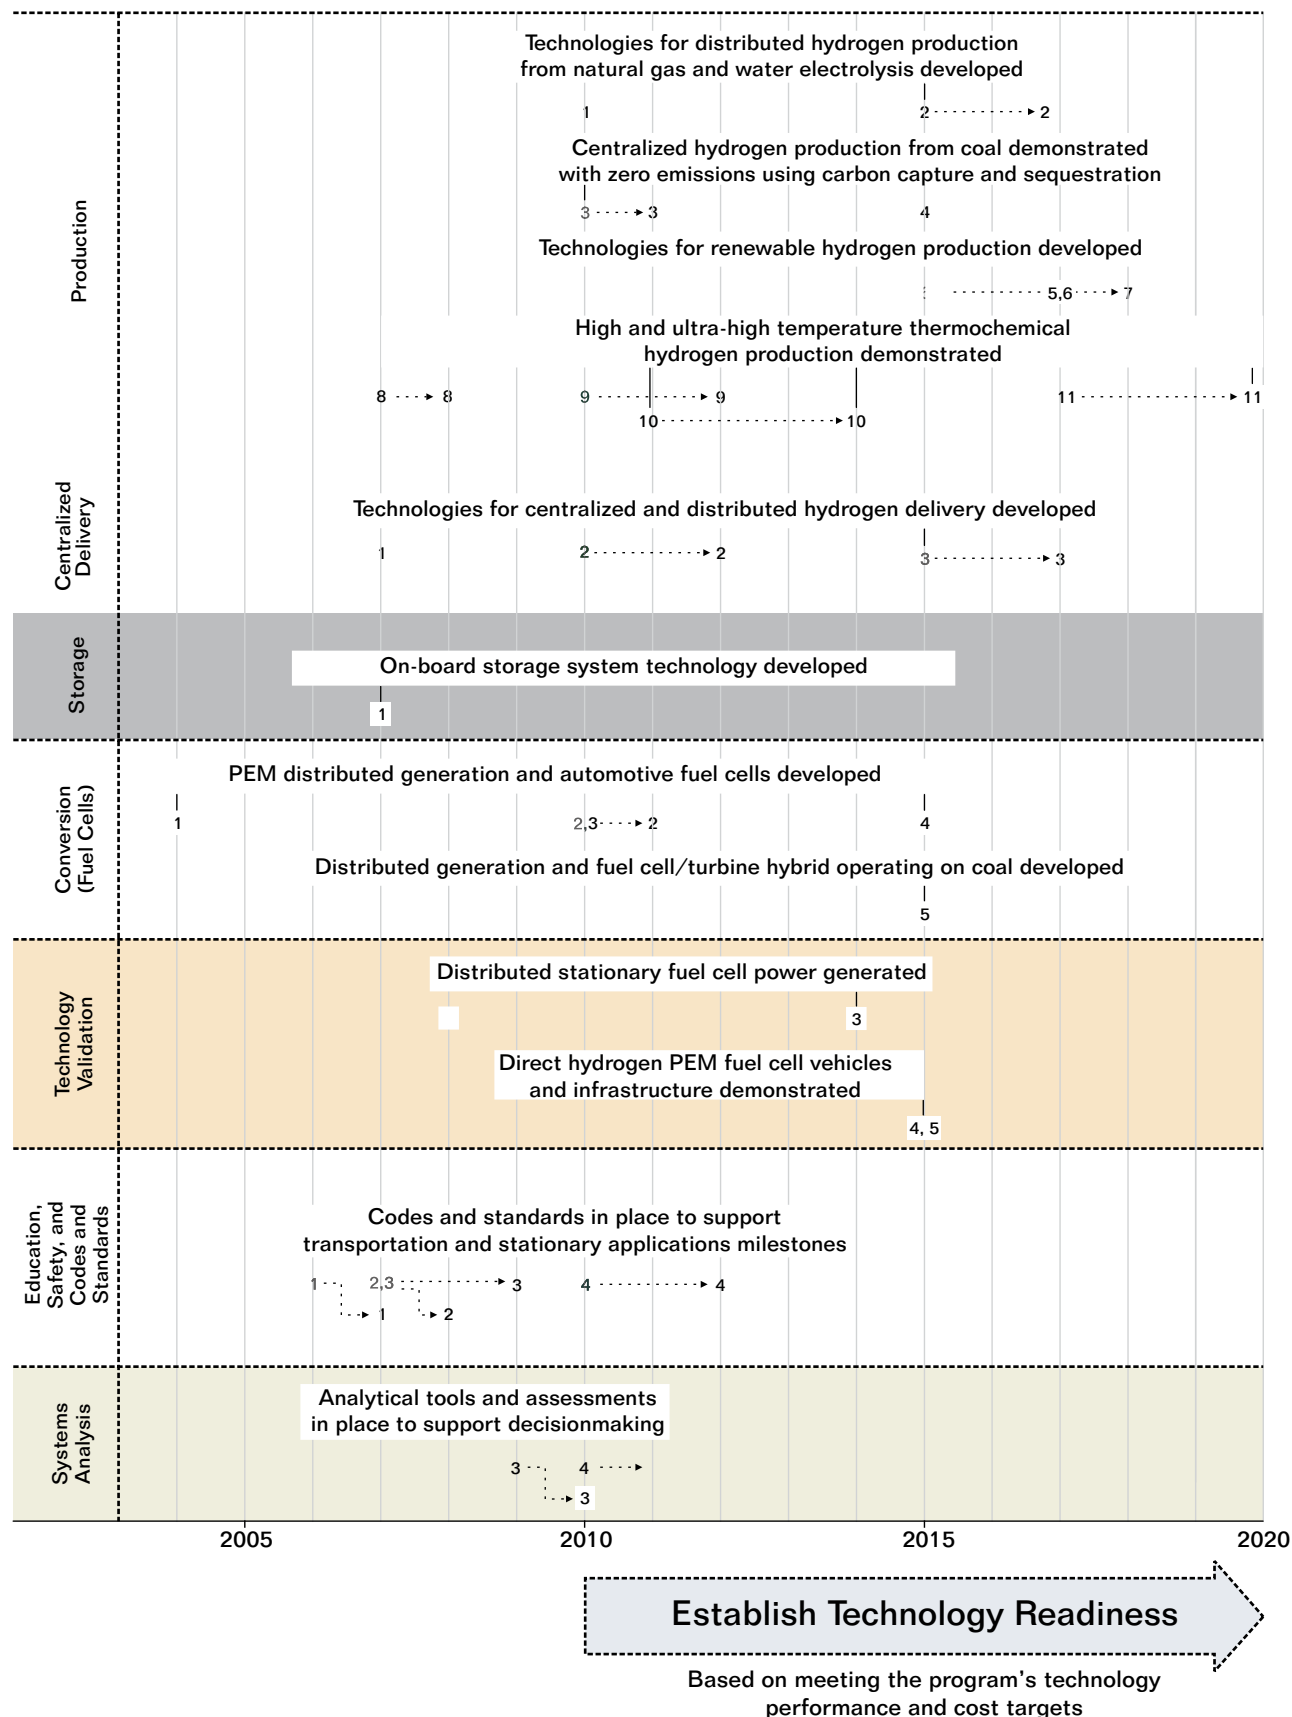 Technologies for distributed hydrogen production
from natural gas and water electrolysis developed
1 2 2
Centralized hydrogen production from coal demonstrated
with zero emissions using carbon capture and sequestration
3 3 4
Production
Technologies for renewable hydrogen production developed
5,6 7
High and ultra-high temperature thermochemical
hydrogen production demonstrated
8 8 9 9 11 11
10 10
Centralized
Delivery
Technologies for centralized and distributed hydrogen delivery developed
1 2 2 3 3
Storage
On-board storage system technology developed
1
Conversion
(Fuel Cells)
PEM distributed generation and automotive fuel cells developed
1 2,3 2 4
Distributed generation and fuel cell/turbine hybrid operating on coal developed
5
Technology
Validation
Distributed stationary fuel cell power generated
3
Direct hydrogen PEM fuel cell vehicles
and infrastructure demonstrated
4, 5
Education,
Safety, and
Codes and
Standards
Codes and standards in place to support
transportation and stationary applications milestones
1 2,3 3 4 4
1 2
Systems
Analysis
Analytical tools and assessments
in place to support decisionmaking
3 4
3
2005 2010 2015 2020
Establish Technology Readiness
Based on meeting the program’s technology
performance and cost targets